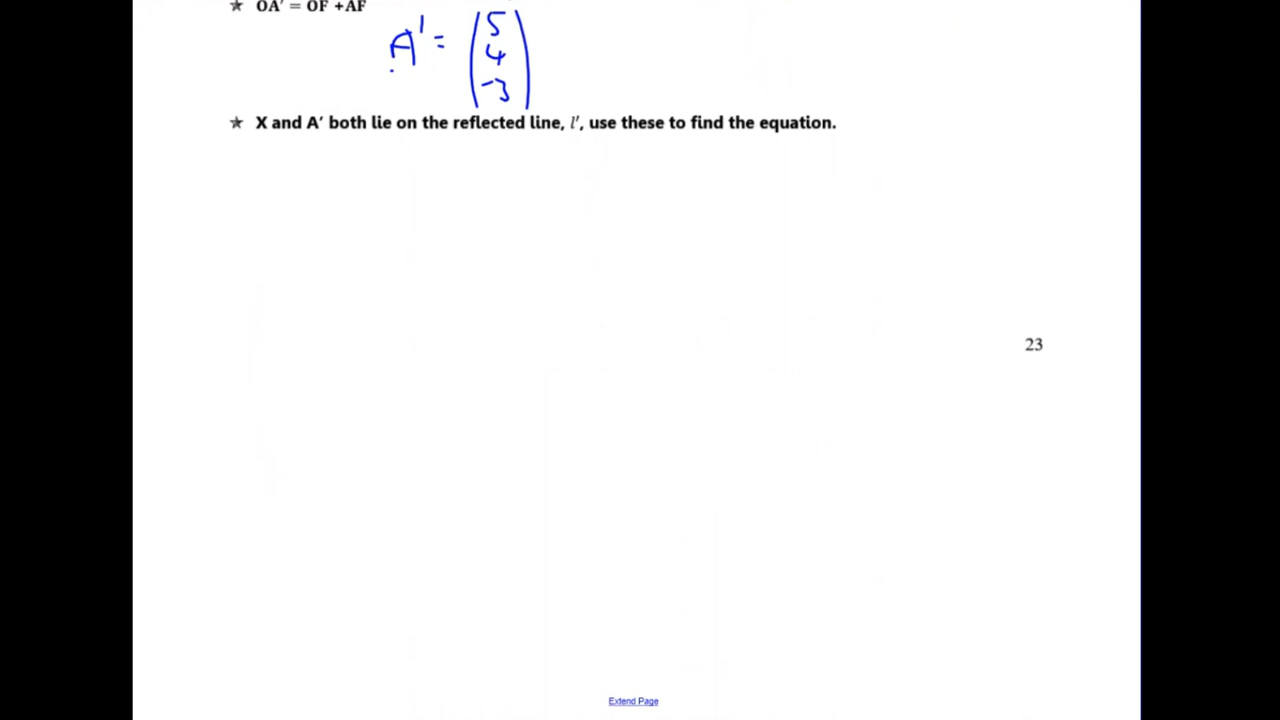 ★ OA′ = OF +AF
A' = (5 4 -3)
★ X and A′ both lie on the reflected line, l′, use these to find the equation.
23
Extend Page